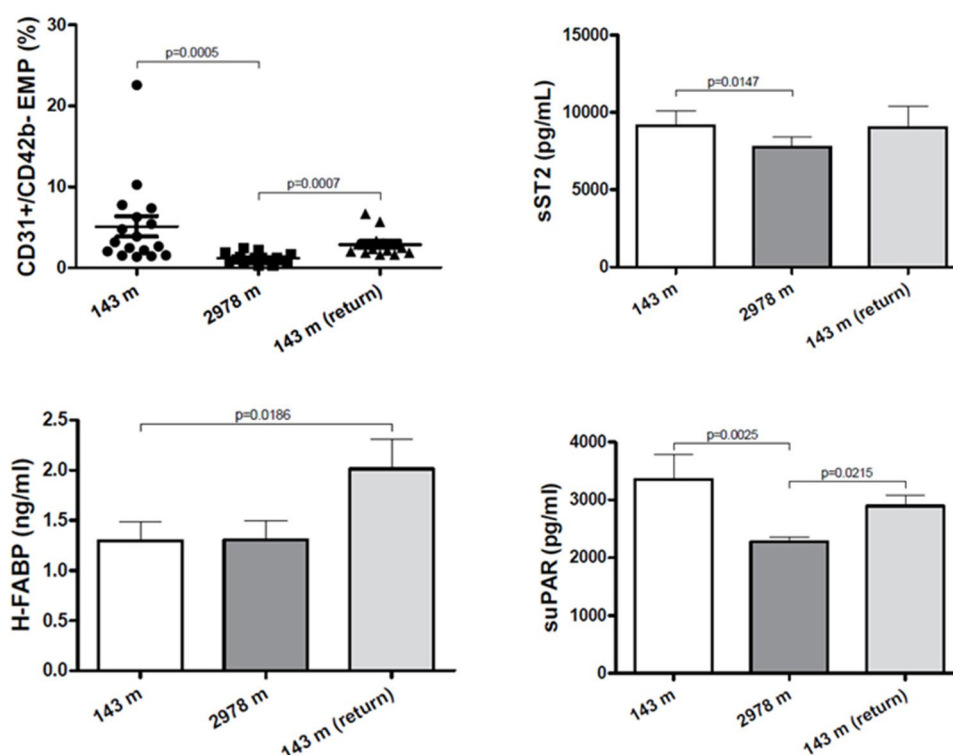 CD31+/CD42b- EMP (%)
30
20
10
0
p=0.0005
p=0.0007
143 m
2978 m
143 m (return)
sST2 (pg/mL)
15000
10000
5000
0
p=0.0147
143 m
2978 m
143 m (return)
H-FABP (ng/ml)
2.5
2.0
1.5
1.0
0.5
0.0
p=0.0186
143 m
2978 m
143 m (return)
suPAR (pg/ml)
4000
3000
2000
1000
0
p=0.0025
p=0.0215
143 m
2978 m
143 m (return)